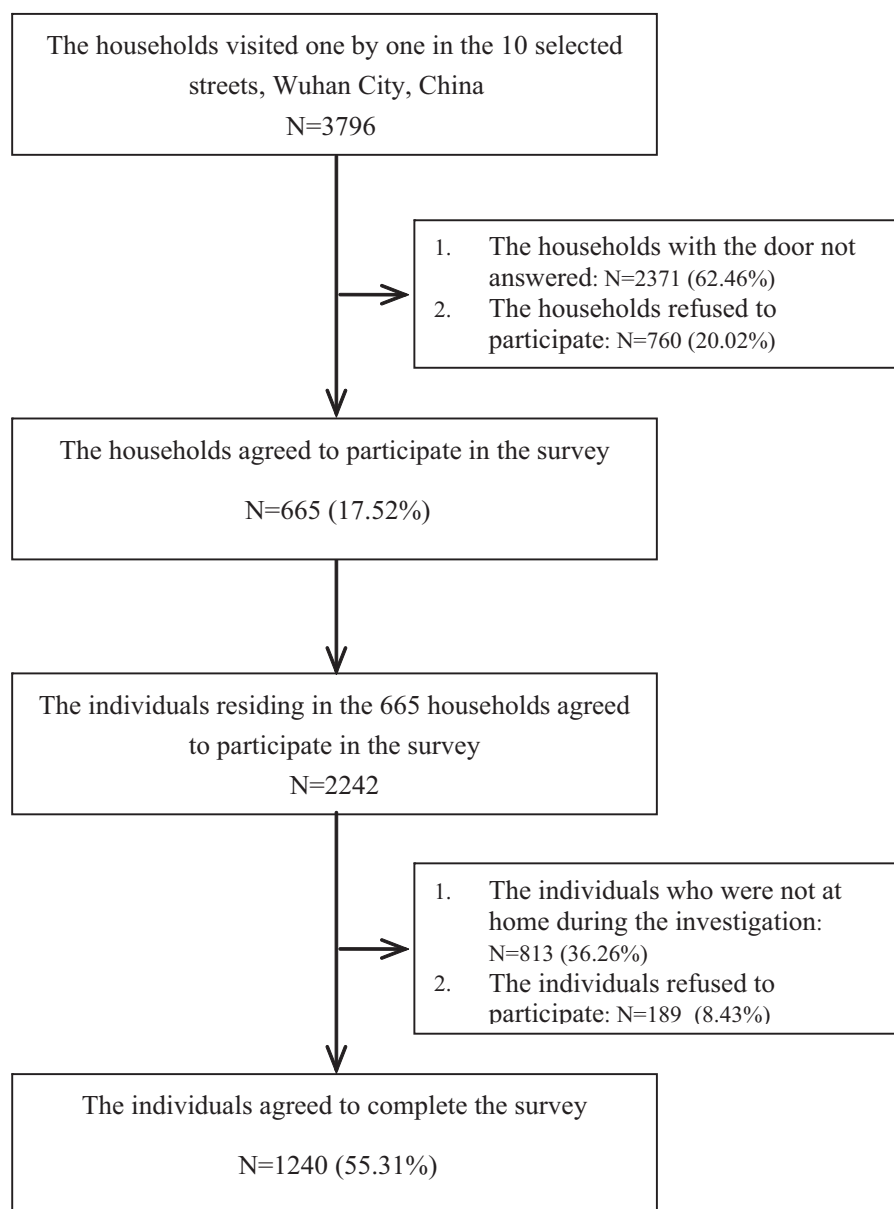 The households visited one by one in the 10 selected
streets, Wuhan City, China
N=3796
1. The households with the door not
answered: N=2371 (62.46%)
2. The households refused to
participate: N=760 (20.02%)
The households agreed to participate in the survey
N=665 (17.52%)
The individuals residing in the 665 households agreed
to participate in the survey
N=2242
1. The individuals who were not at
home during the investigation:
N=813 (36.26%)
2. The individuals refused to
participate: N=189 (8.43%)
The individuals agreed to complete the survey
N=1240 (55.31%)